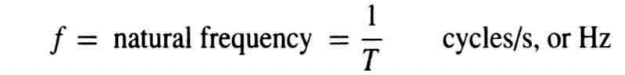 f = natural frequency = 1/T cycles/s, or Hz